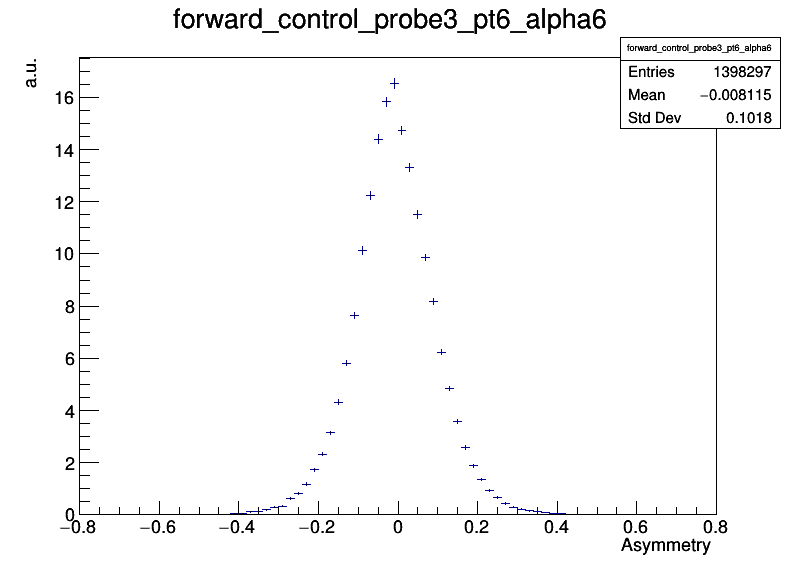 forward_control_probe3_pt6_alpha6
a.u.
forward_control_probe3_pt6_alpha6
Entries 1398297
Mean −0.008115
Std Dev 0.1018
16
14
12
10
8
6
4
2
0
−0.8 −0.6 −0.4 −0.2 0 0.2 0.4 0.6 0.8
Asymmetry